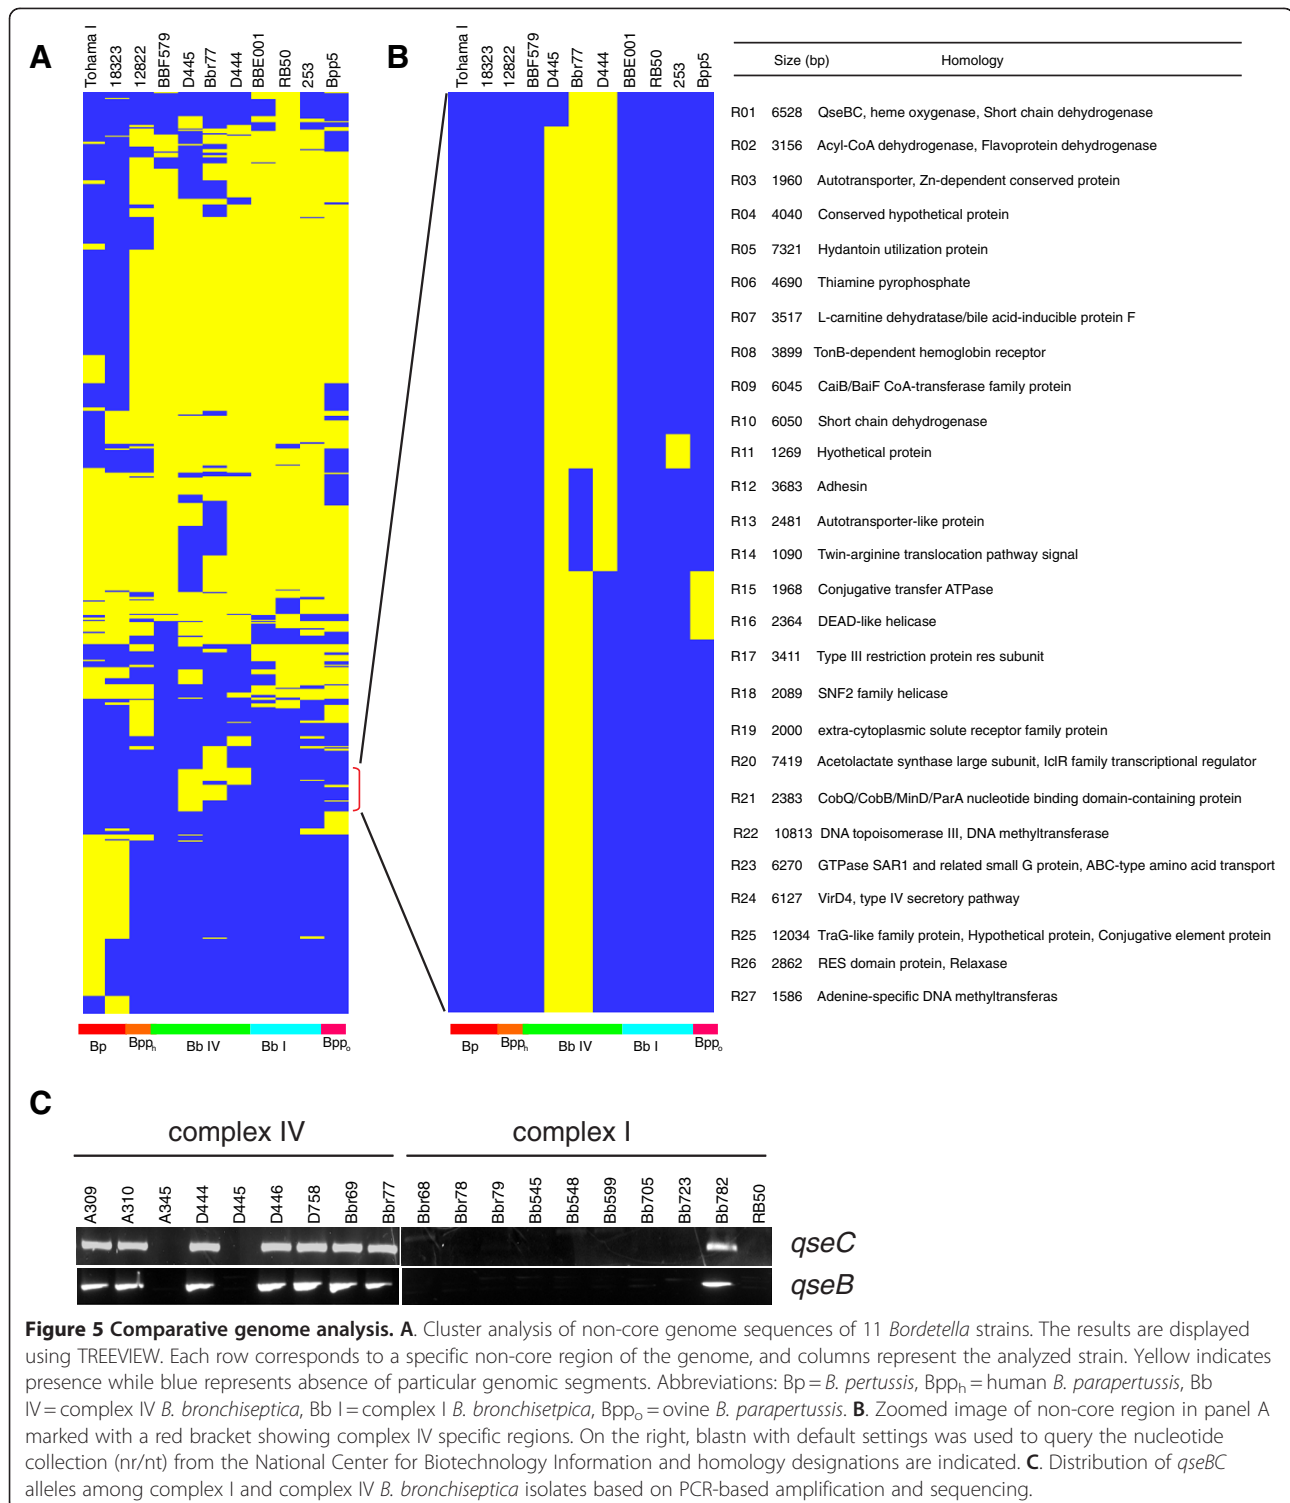 A
Tohama I
18323
12822
BBF579
D445
Bbr77
D444
BBE001
RB50
253
Bpp5
B
Tohama I
18323
12822
BBF579
D445
Bbr77
D444
BBE001
RB50
253
Bpp5
Size (bp) Homology
R01 6528 QseBC, heme oxygenase, Short chain dehydrogenase
R02 3156 Acyl-CoA dehydrogenase, Flavoprotein dehydrogenase
R03 1960 Autotransporter, Zn-dependent conserved protein
R04 4040 Conserved hypothetical protein
R05 7321 Hydantoin utilization protein
R06 4690 Thiamine pyrophosphate
R07 3517 L-carnitine dehydratase/bile acid-inducible protein F
R08 3899 TonB-dependent hemoglobin receptor
R09 6045 CaiB/BaiF CoA-transferase family protein
R10 6050 Short chain dehydrogenase
R11 1269 Hyothetical protein
R12 3683 Adhesin
R13 2481 Autotransporter-like protein
R14 1090 Twin-arginine translocation pathway signal
R15 1968 Conjugative transfer ATPase
R16 2364 DEAD-like helicase
R17 3411 Type III restriction protein res subunit
R18 2089 SNF2 family helicase
R19 2000 extra-cytoplasmic solute receptor family protein
R20 7419 Acetolactate synthase large subunit, IclR family transcriptional regulator
R21 2383 CobQ/CobB/MinD/ParA nucleotide binding domain-containing protein
R22 10813 DNA topoisomerase III, DNA methyltransferase
R23 6270 GTPase SAR1 and related small G protein, ABC-type amino acid transport
R24 6127 VirD4, type IV secretory pathway
R25 12034 TraG-like family protein, Hypothetical protein, Conjugative element protein
R26 2862 RES domain protein, Relaxase
R27 1586 Adenine-specific DNA methyltransferas
Bp Bpph Bb IV Bb I Bppo
Bp Bpph Bb IV Bb I Bppo
C
complex IV complex I
A309
A310
A345
D444
D445
D446
D758
Bbr69
Bbr77
Bbr68
Bbr78
Bbr79
Bb545
Bb548
Bb599
Bb705
Bb723
Bb782
RB50
qseC
qseB
Figure 5 Comparative genome analysis. A. Cluster analysis of non-core genome sequences of 11 Bordetella strains. The results are displayed
using TREEVIEW. Each row corresponds to a specific non-core region of the genome, and columns represent the analyzed strain. Yellow indicates
presence while blue represents absence of particular genomic segments. Abbreviations: Bp = B. pertussis, Bpph = human B. parapertussis, Bb
IV = complex IV B. bronchiseptica, Bb I = complex I B. bronchisetpica, Bppo = ovine B. parapertussis. B. Zoomed image of non-core region in panel A
marked with a red bracket showing complex IV specific regions. On the right, blastn with default settings was used to query the nucleotide
collection (nr/nt) from the National Center for Biotechnology Information and homology designations are indicated. C. Distribution of qseBC
alleles among complex I and complex IV B. bronchiseptica isolates based on PCR-based amplification and sequencing.